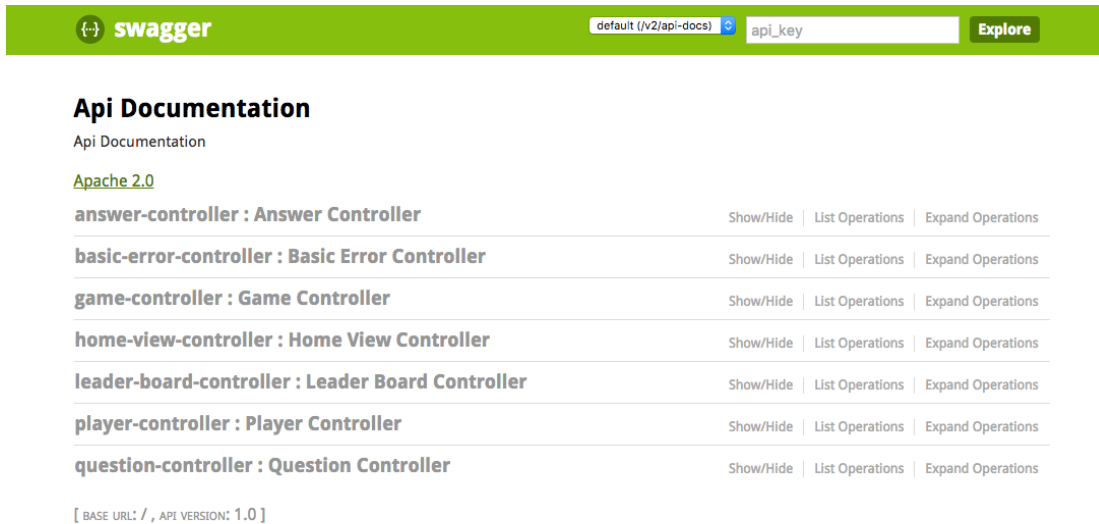 {··} swagger default (/v2/api-docs) api_key Explore
Api Documentation
Api Documentation
Apache 2.0
answer-controller : Answer Controller Show/Hide List Operations Expand Operations
basic-error-controller : Basic Error Controller Show/Hide List Operations Expand Operations
game-controller : Game Controller Show/Hide List Operations Expand Operations
home-view-controller : Home View Controller Show/Hide List Operations Expand Operations
leader-board-controller : Leader Board Controller Show/Hide List Operations Expand Operations
player-controller : Player Controller Show/Hide List Operations Expand Operations
question-controller : Question Controller Show/Hide List Operations Expand Operations
[ BASE URL: / , API VERSION: 1.0 ]